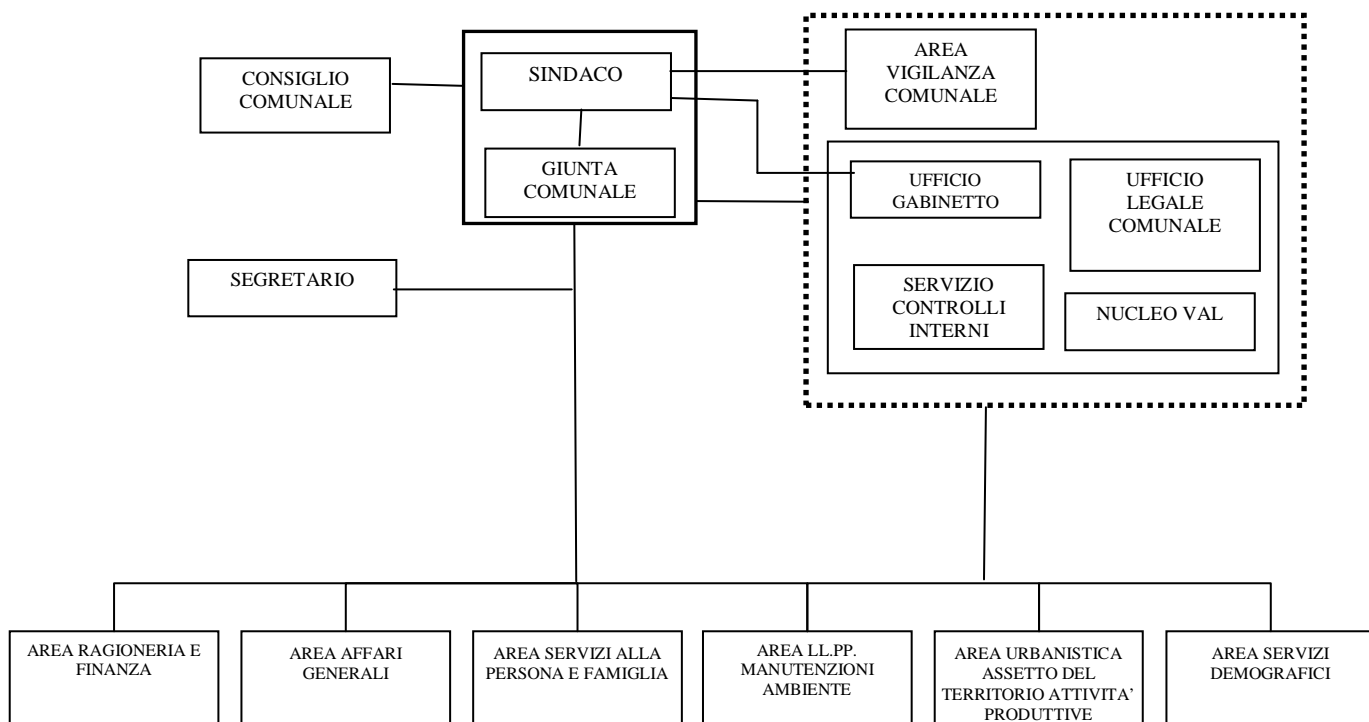 CONSIGLIO
COMUNALE
SINDACO
GIUNTA
COMUNALE
SEGRETARIO
AREA
VIGILANZA
COMUNALE
UFFICIO
GABINETTO
UFFICIO
LEGALE
COMUNALE
SERVIZIO
CONTROLLI
INTERNI
NUCLEO VAL
AREA RAGIONERIA E
FINANZA
AREA AFFARI
GENERALI
AREA SERVIZI ALLA
PERSONA E FAMIGLIA
AREA LL.PP.
MANUTENZIONI
AMBIENTE
AREA URBANISTICA
ASSETTO DEL
TERRITORIO ATTIVITA’
PRODUTTIVE
AREA SERVIZI
DEMOGRAFICI